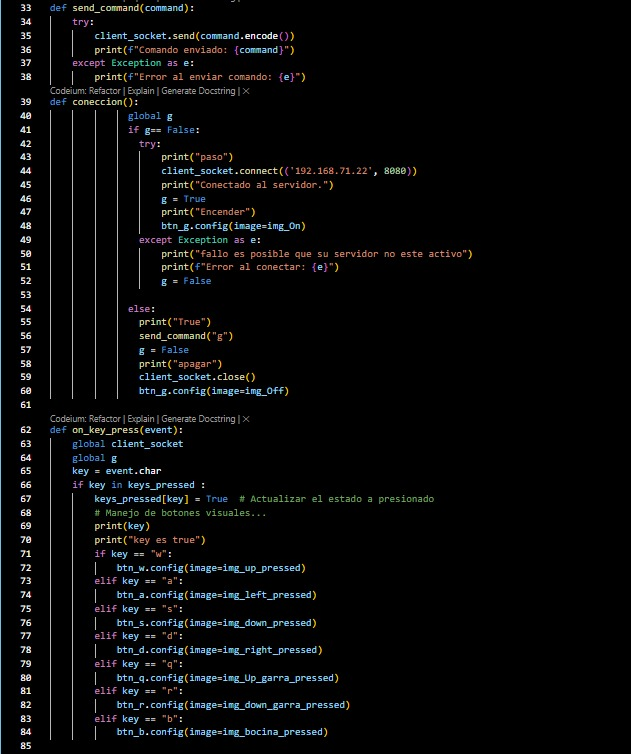 33 def send_command(command):
34 try:
35 client_socket.send(command.encode())
36 print(f"Comando enviado: {command}")
37 except Exception as e:
38 print(f"Error al enviar comando: {e}")
Codeium: Refactor | Explain | Generate Docstring | ×
39 def coneccion():
40 global g
41 if g== False:
42 try:
43 print("paso")
44 client_socket.connect(('192.168.71.22', 8080))
45 print("Conectado al servidor.")
46 g = True
47 print("Encender")
48 btn_g.config(image=img_On)
49 except Exception as e:
50 print("fallo es posible que su servidor no este activo")
51 print(f"Error al conectar: {e}")
52 g = False
53
54 else:
55 print("True")
56 send_command("g")
57 g = False
58 print("apagar")
59 client_socket.close()
60 btn_g.config(image=img_Off)
61
Codeium: Refactor | Explain | Generate Docstring | ×
62 def on_key_press(event):
63 global client_socket
64 global g
65 key = event.char
66 if key in keys_pressed :
67 keys_pressed[key] = True # Actualizar el estado a presionado
68 # Manejo de botones visuales...
69 print(key)
70 print("key es true")
71 if key == "w":
72 btn_w.config(image=img_up_pressed)
73 elif key == "a":
74 btn_a.config(image=img_left_pressed)
75 elif key == "s":
76 btn_s.config(image=img_down_pressed)
77 elif key == "d":
78 btn_d.config(image=img_right_pressed)
79 elif key == "q":
80 btn_q.config(image=img_Up_garra_pressed)
81 elif key == "r":
82 btn_r.config(image=img_down_garra_pressed)
83 elif key == "b":
84 btn_b.config(image=img_bocina_pressed)
85